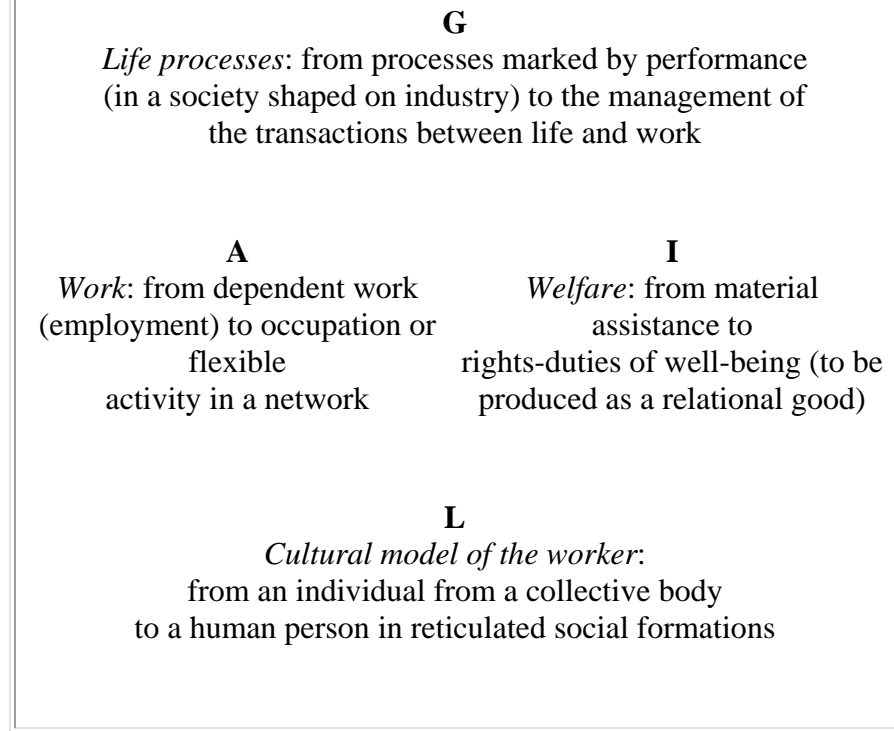 G
Life processes: from processes marked by performance
(in a society shaped on industry) to the management of
the transactions between life and work
A
Work: from dependent work
(employment) to occupation or
flexible
activity in a network
I
Welfare: from material
assistance to
rights-duties of well-being (to be
produced as a relational good)
L
Cultural model of the worker:
from an individual from a collective body
to a human person in reticulated social formations